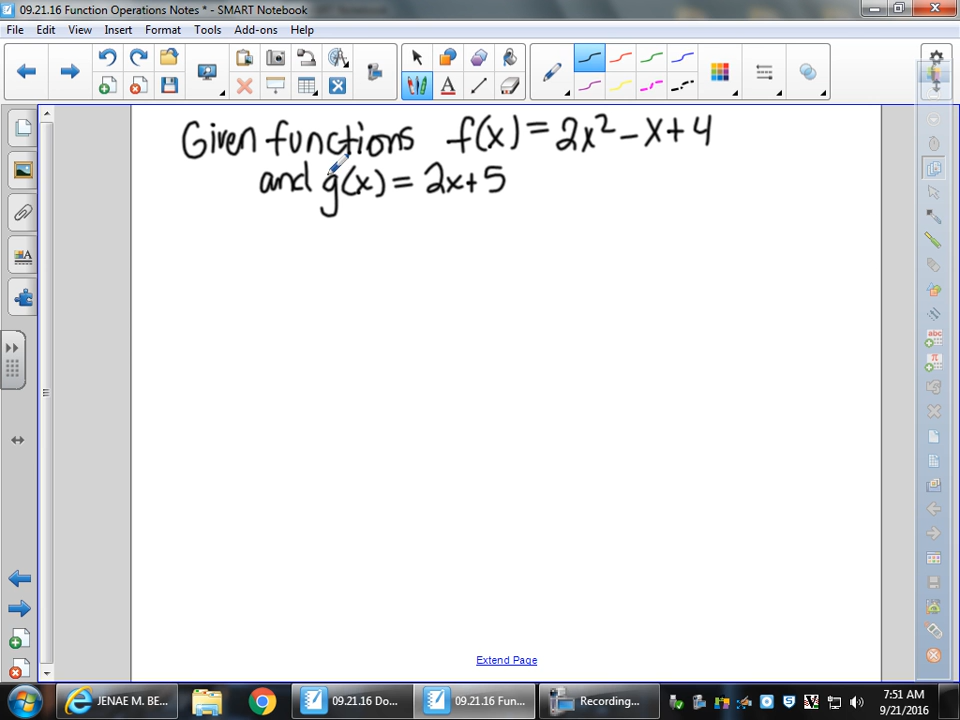 09.21.16 Function Operations Notes * - SMART Notebook
File Edit View Insert Format Tools Add-ons Help
Given functions f(x) = 2x² - x + 4
and g(x) = 2x + 5
Extend Page
JENAE M. BE...
09.21.16 Do...
09.21.16 Fun...
Recording...
7:51 AM
9/21/2016